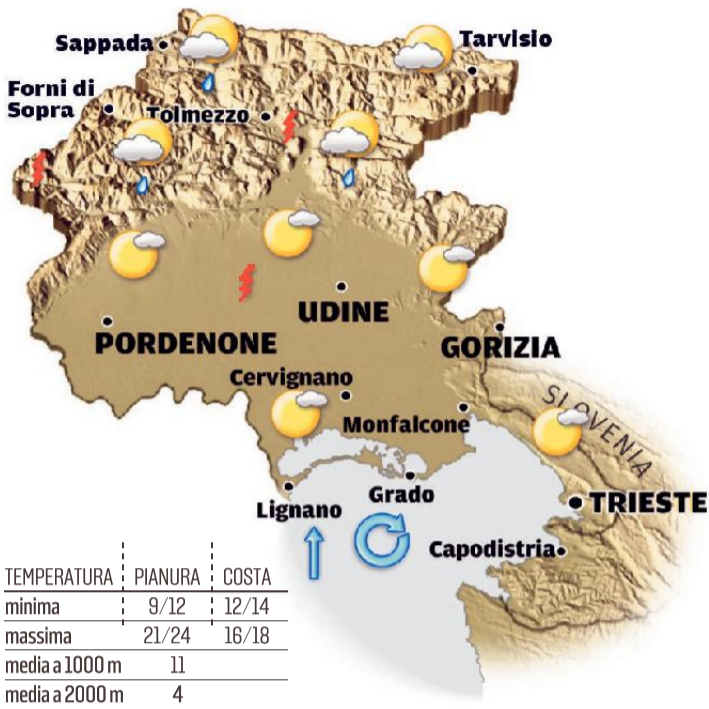 Sappada
Tarvisio
Forni di
Sopra
Tolmezzo
UDINE
PORDENONE
GORIZIA
Cervignano
SLOVENIA
Monfalcone
Lignano
Grado
TRIESTE
Capodistria
TEMPERATURA PIANURA COSTA
minima 9/12 12/14
massima 21/24 16/18
media a 1000 m 11
media a 2000 m 4